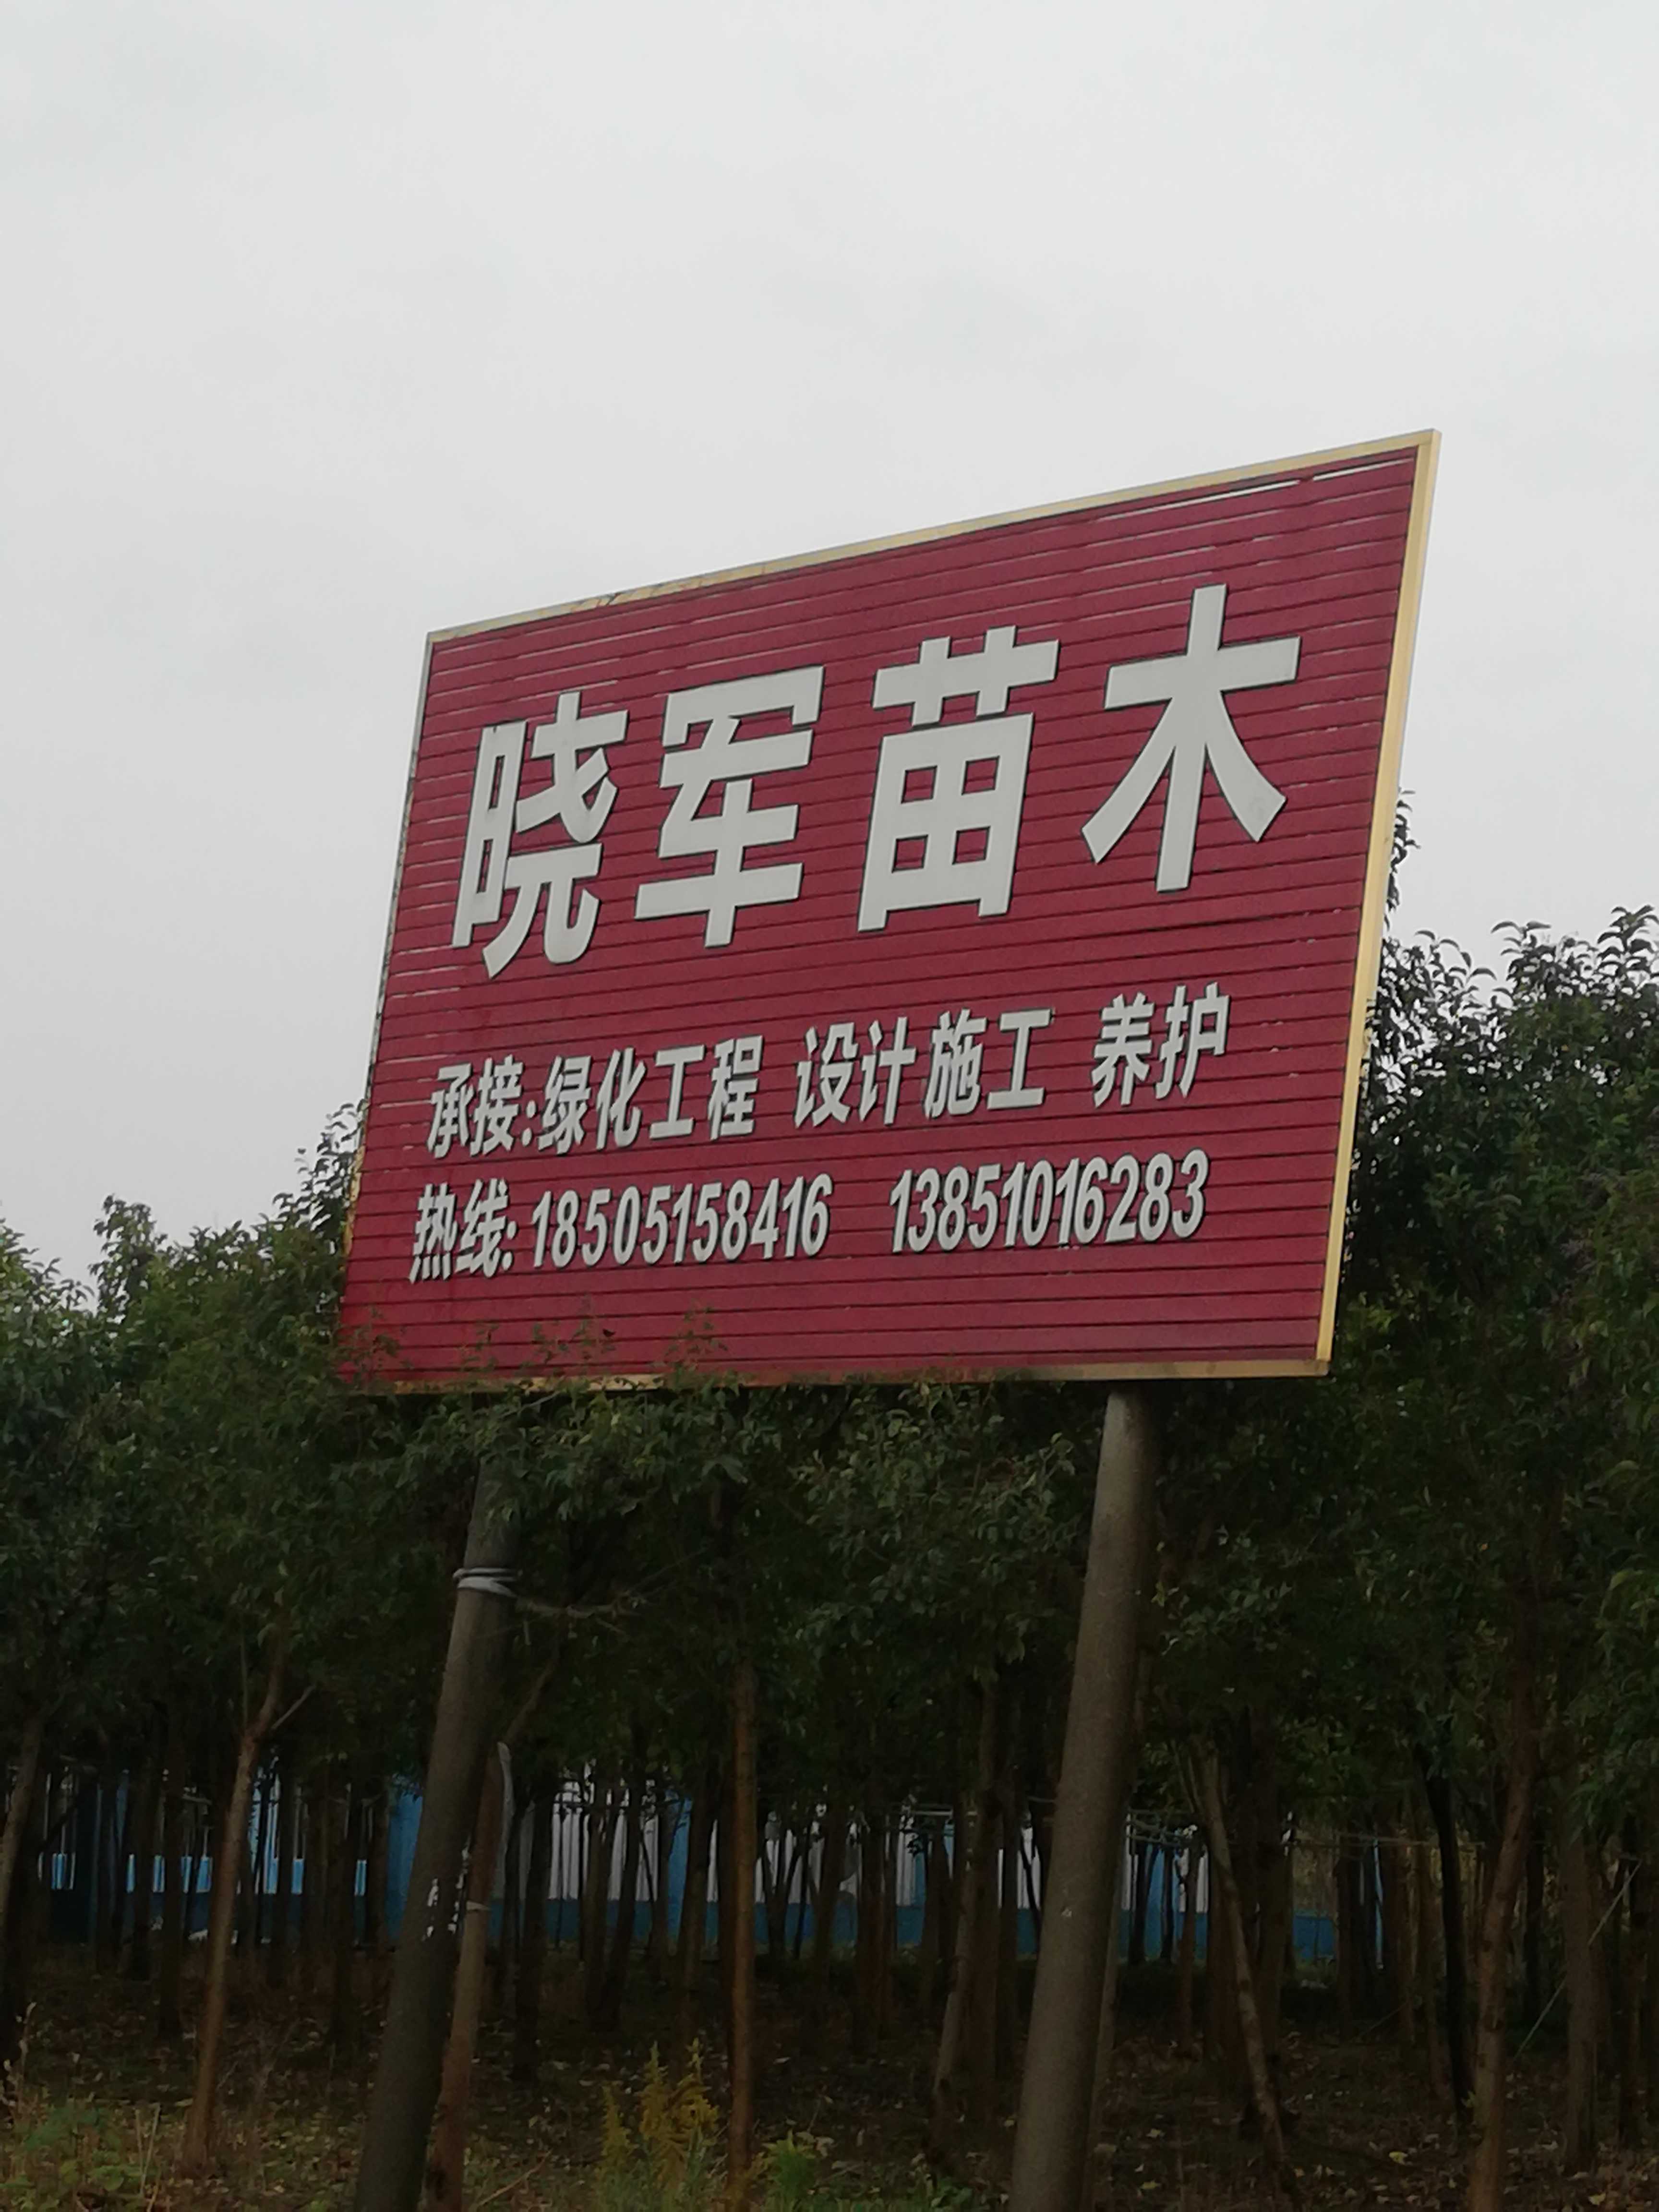 晓军苗木
承接:绿化工程 设计施工 养护
热线:18505158416 13851016283